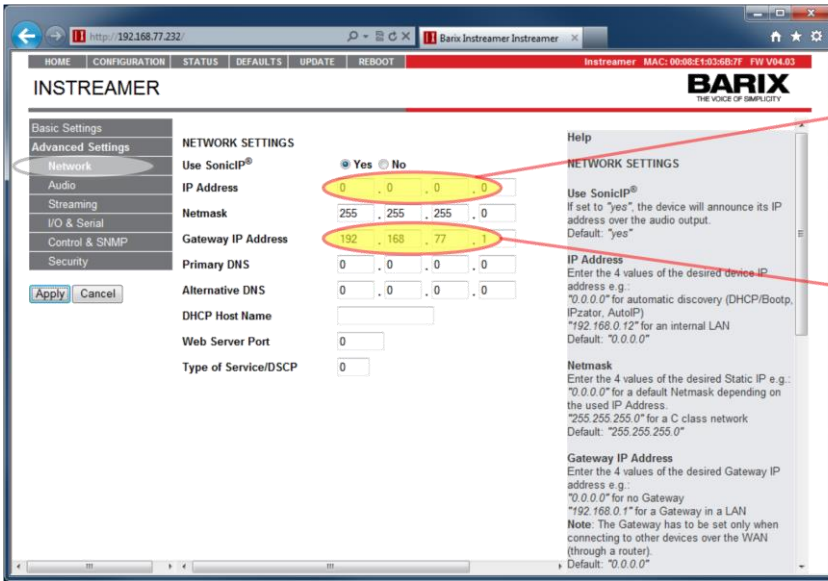 http://192.168.77.232/
Barix Instreamer Instreamer
HOME CONFIGURATION STATUS DEFAULTS UPDATE REBOOT Instreamer MAC: 00:08:E1:03:6B:7F FW V04.03
INSTREAMER
BARIX
THE VOICE OF SIMPLICITY
Basic Settings
Advanced Settings
Network
Audio
Streaming
I/O & Serial
Control & SNMP
Security
Apply Cancel
NETWORK SETTINGS
Use SonicIP® Yes No
IP Address 0 . 0 . 0 . 0
Netmask 255 . 255 . 255 . 0
Gateway IP Address 192 . 168 . 77 . 1
Primary DNS 0 . 0 . 0 . 0
Alternative DNS 0 . 0 . 0 . 0
DHCP Host Name
Web Server Port 0
Type of Service/DSCP 0
Help
NETWORK SETTINGS
Use SonicIP®
If set to "yes", the device will announce its IP
address over the audio output.
Default: "yes"
IP Address
Enter the 4 values of the desired device IP
address e.g.:
"0.0.0.0" for automatic discovery (DHCP/Bootp,
IPzator, AutoIP)
"192.168.0.12" for an internal LAN
Default: "0.0.0.0"
Netmask
Enter the 4 values of the desired Static IP e.g.:
"0.0.0.0" for a default Netmask depending on
the used IP Address.
"255.255.255.0" for a C class network
Default: "255.255.255.0"
Gateway IP Address
Enter the 4 values of the desired Gateway IP
address e.g.:
"0.0.0.0" for no Gateway
"192.168.0.1" for a Gateway in a LAN
Note: The Gateway has to be set only when
connecting to other devices over the WAN
(through a router).
Default: "0.0.0.0"